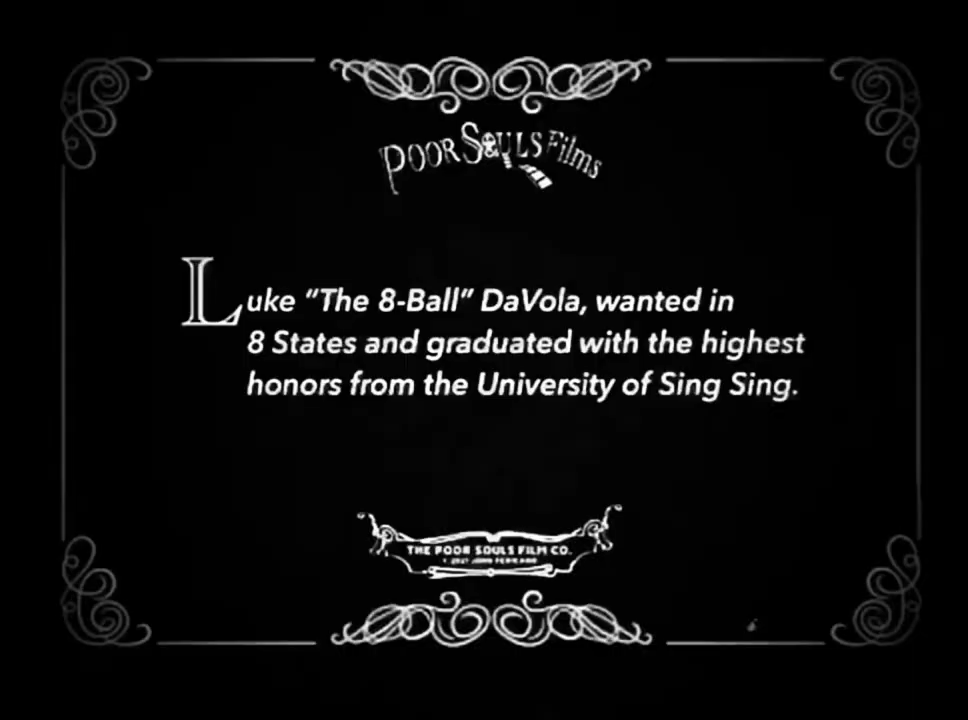 Poor Souls Films
Luke “The 8-Ball” DaVola, wanted in
8 States and graduated with the highest
honors from the University of Sing Sing.
THE POOR SOULS FILM CO.